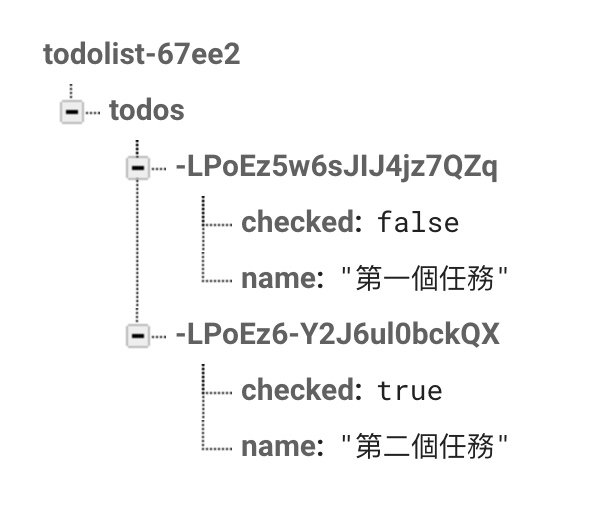 todolist-67ee2
todos
-LPoEz5w6sJIJ4jz7QZq
checked: false
name: "第一個任務"
-LPoEz6-Y2J6ul0bckQX
checked: true
name: "第二個任務"